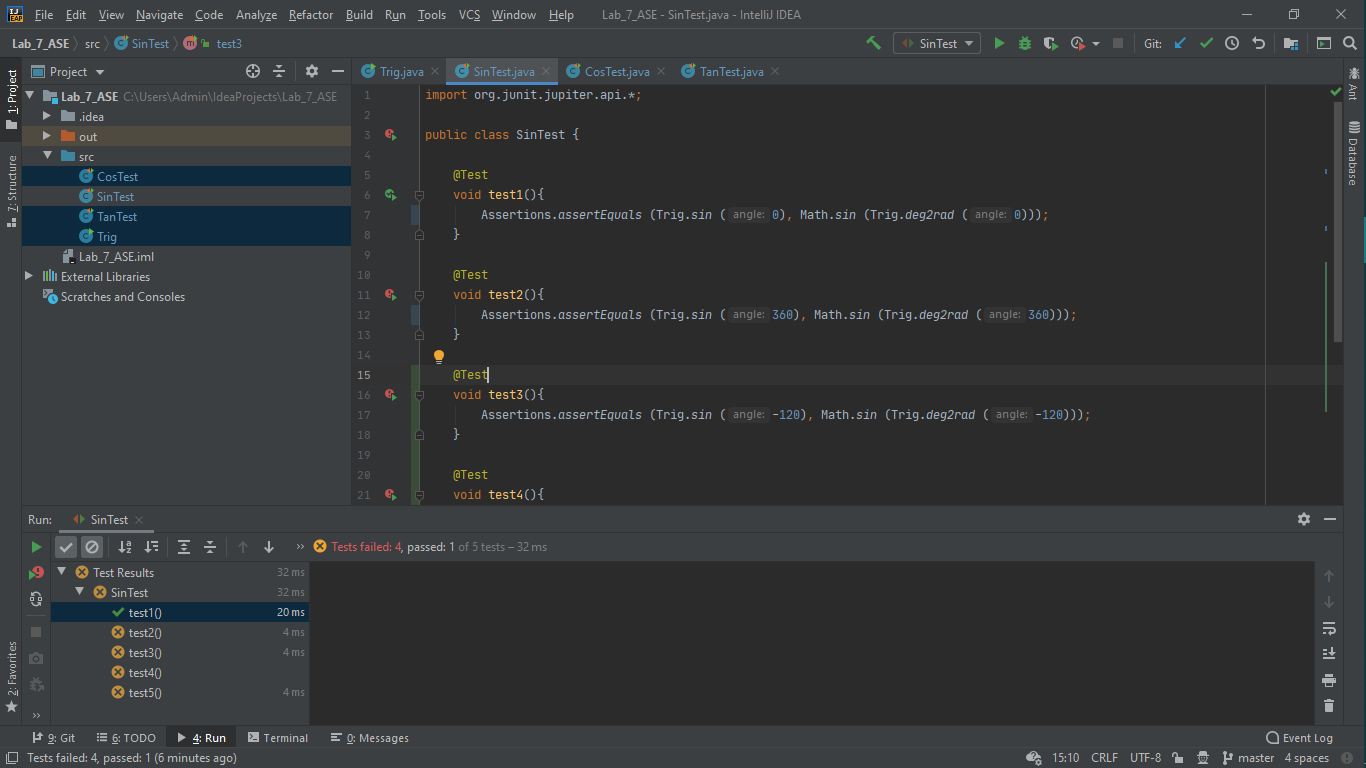 File Edit View Navigate Code Analyze Refactor Build Run Tools VCS Window Help Lab_7_ASE - SinTest.java - IntelliJ IDEA
Lab_7_ASE src SinTest test3 SinTest Git:
Project
Trig.java SinTest.java CosTest.java TanTest.java
1: Project
7: Structure
2: Favorites
Ant
Database
Lab_7_ASE C:\Users\Admin\IdeaProjects\Lab_7_ASE
.idea
out
src
CosTest
SinTest
TanTest
Trig
Lab_7_ASE.iml
External Libraries
Scratches and Consoles
1 import org.junit.jupiter.api.*;
2
3 public class SinTest {
4
5 @Test
6 void test1(){
7 Assertions.assertEquals (Trig.sin ( angle: 0), Math.sin (Trig.deg2rad ( angle: 0)));
8 }
9
10 @Test
11 void test2(){
12 Assertions.assertEquals (Trig.sin ( angle: 360), Math.sin (Trig.deg2rad ( angle: 360)));
13 }
14
15 @Test
16 void test3(){
17 Assertions.assertEquals (Trig.sin ( angle: -120), Math.sin (Trig.deg2rad ( angle: -120)));
18 }
19
20 @Test
21 void test4(){
Run: SinTest
Tests failed: 4, passed: 1 of 5 tests – 32 ms
Test Results 32 ms
SinTest 32 ms
test1() 20 ms
test2() 4 ms
test3() 4 ms
test4()
test5() 4 ms
9: Git 6: TODO 4: Run Terminal 0: Messages Event Log
Tests failed: 4, passed: 1 (6 minutes ago) 15:10 CRLF UTF-8 master 4 spaces